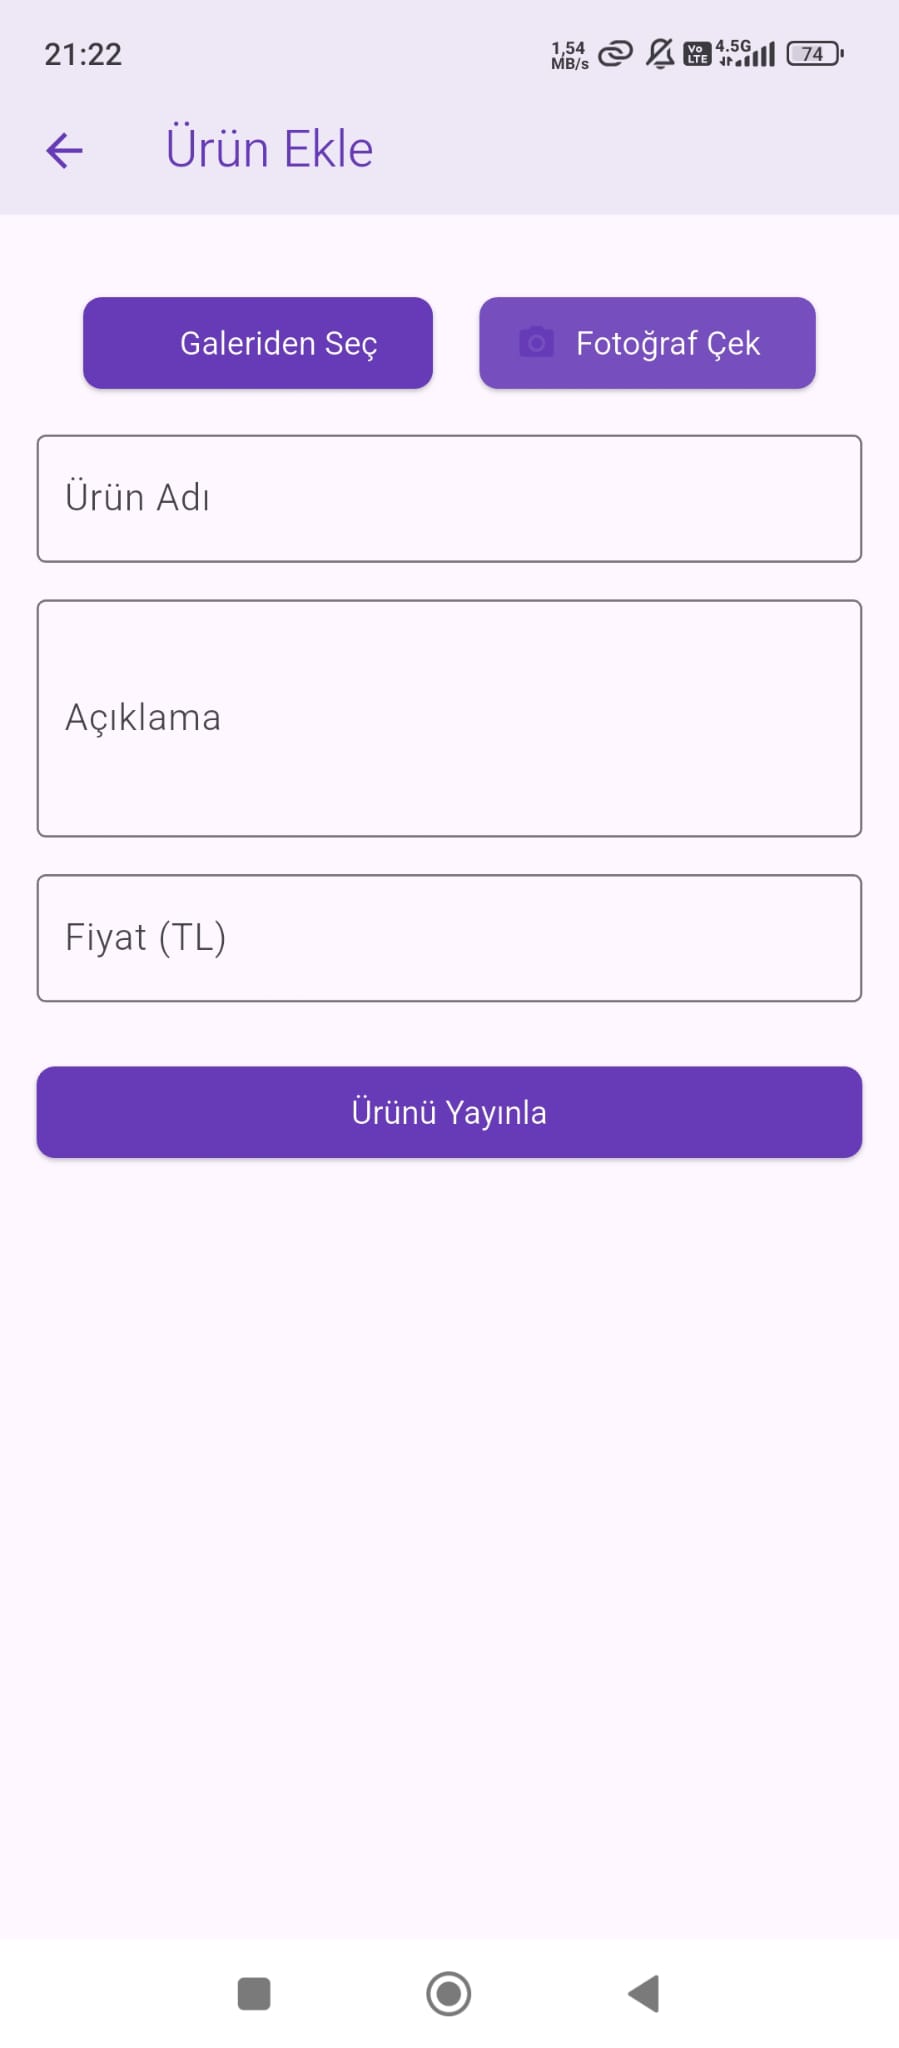 21:22
1,54
MB/s
Vo
LTE
4.5G
74
Ürün Ekle
Galeriden Seç
Fotoğraf Çek
Ürün Adı
Açıklama
Fiyat (TL)
Ürünü Yayınla